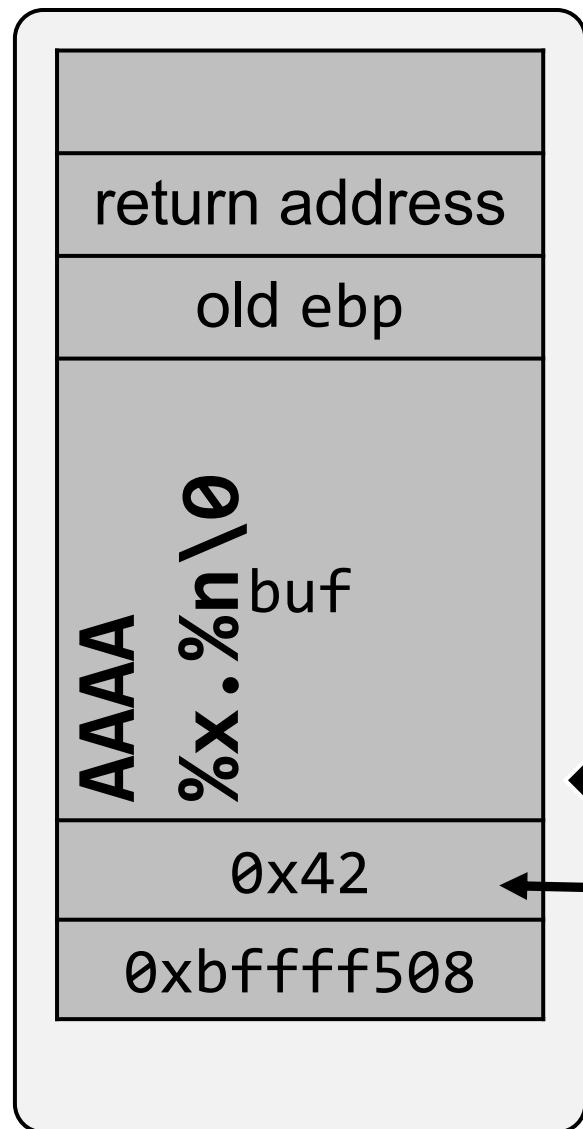 return address
old ebp
AAAA
%x.%n\0
buf
0x42
0xbffff508